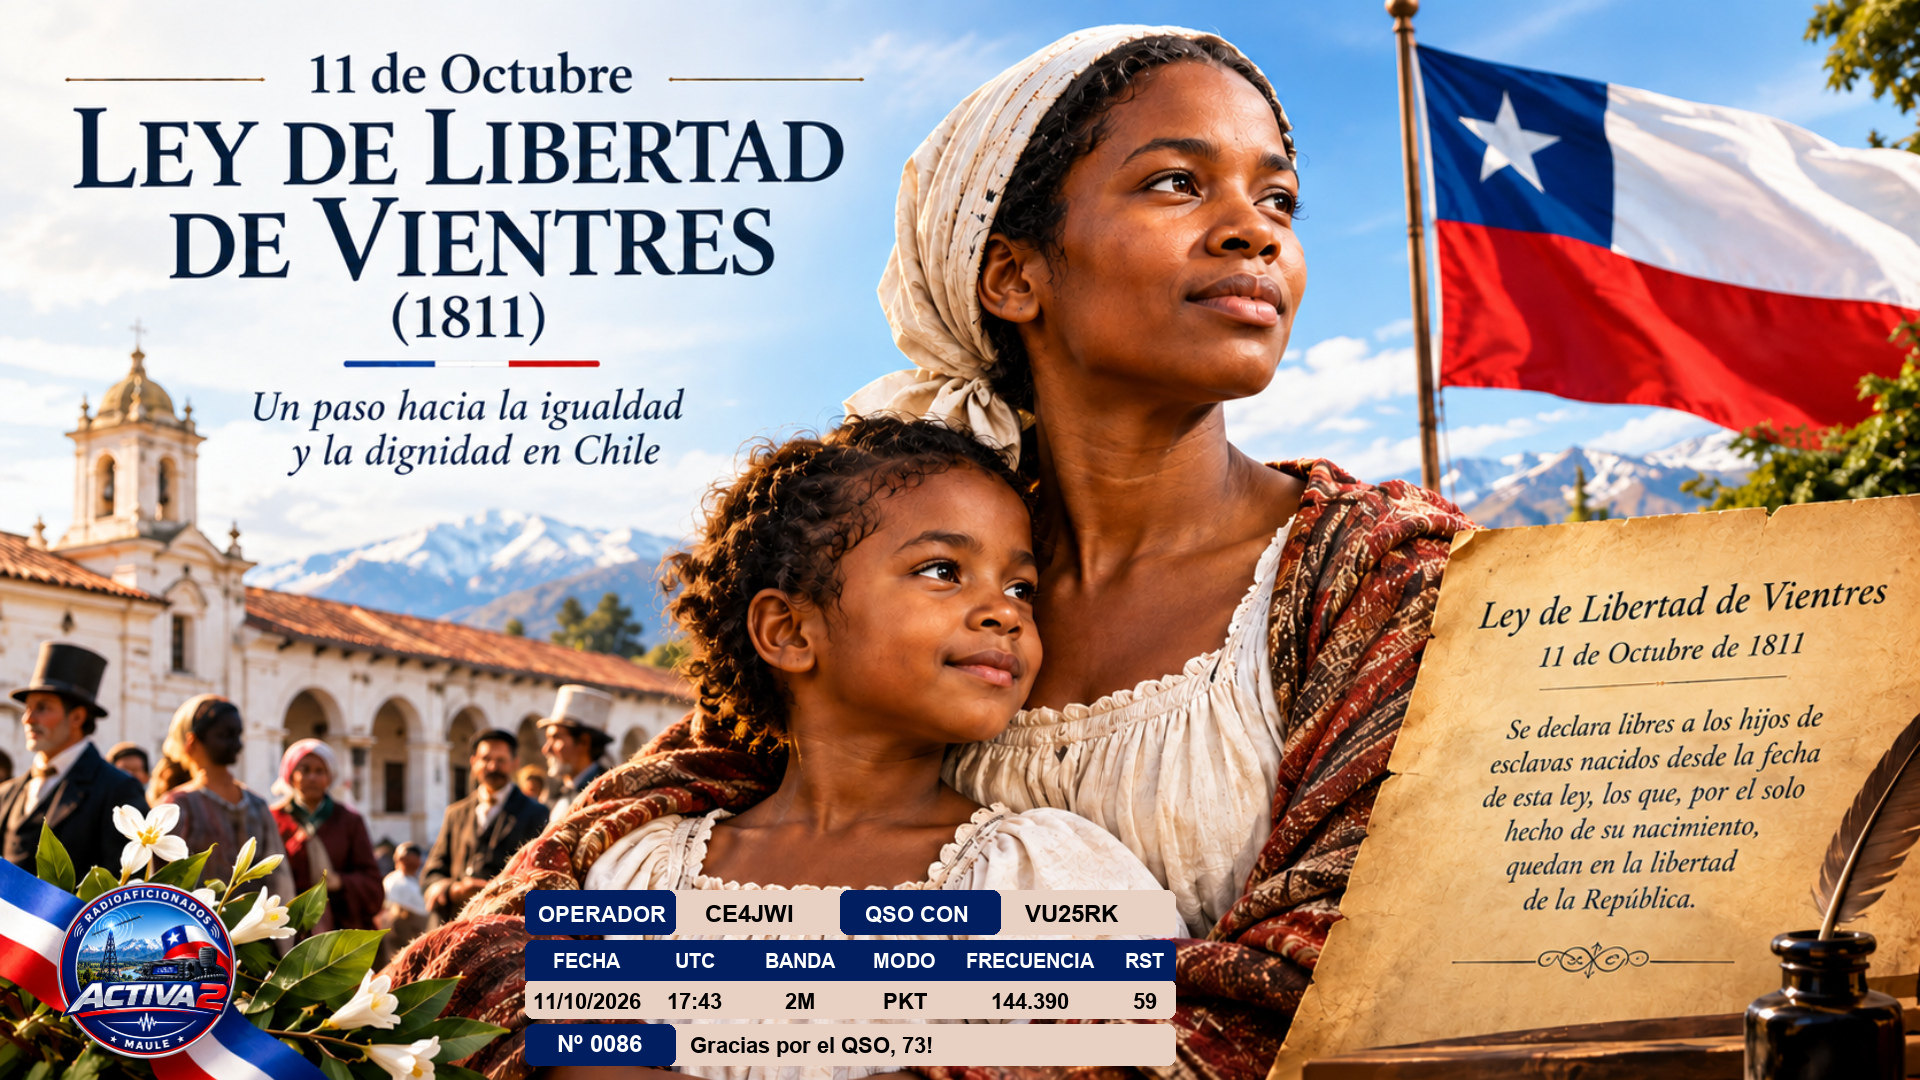 11 de Octubre
LEY DE LIBERTAD
DE VIENTRES
(1811)
Un paso hacia la igualdad
y la dignidad en Chile
Ley de Libertad de Vientres
11 de Octubre de 1811
Se declara libres a los hijos de
esclavas nacidos desde la fecha
de esta ley, los que, por el solo
hecho de su nacimiento,
quedan en la libertad
de la República.
RADIOAFICIONADOS
ACTIVA2
MAULE
OPERADOR CE4JWI QSO CON VU25RK
FECHA UTC BANDA MODO FRECUENCIA RST
11/10/2026 17:43 2M PKT 144.390 59
Nº 0086 Gracias por el QSO, 73!